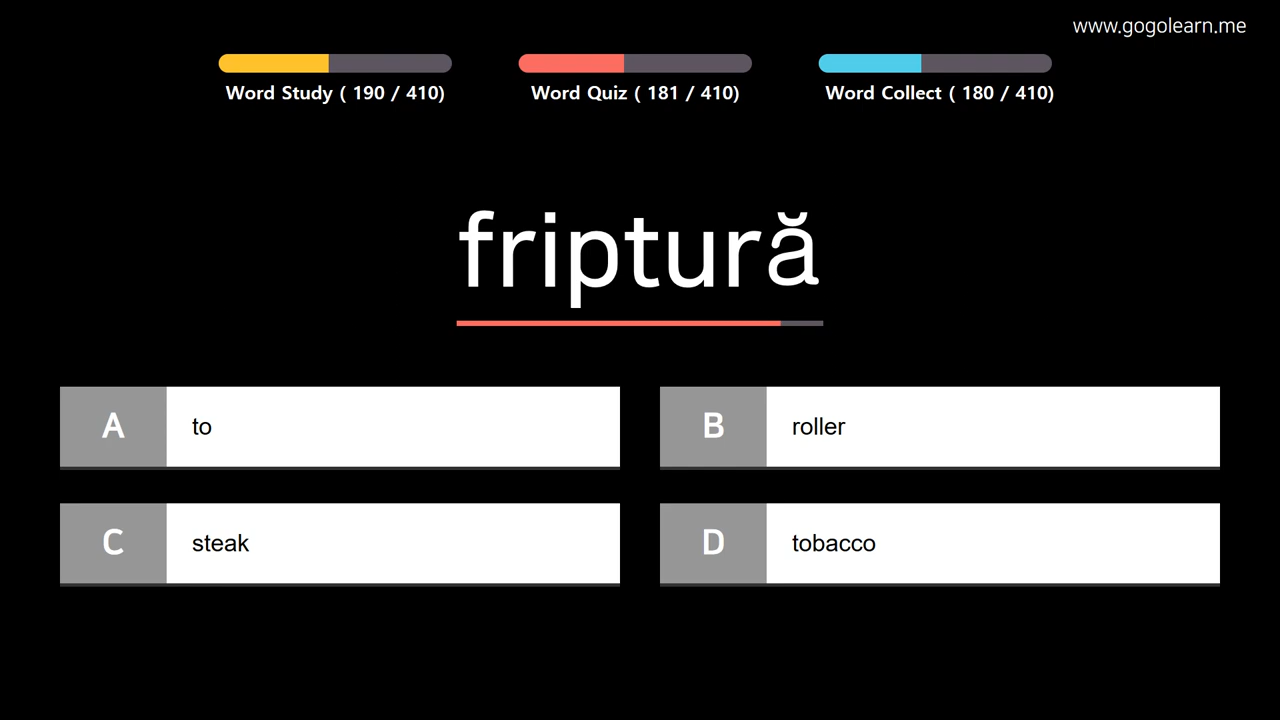 www.gogolearn.me
Word Study ( 190 / 410)
Word Quiz ( 181 / 410)
Word Collect ( 180 / 410)
friptură
A to
B roller
C steak
D tobacco